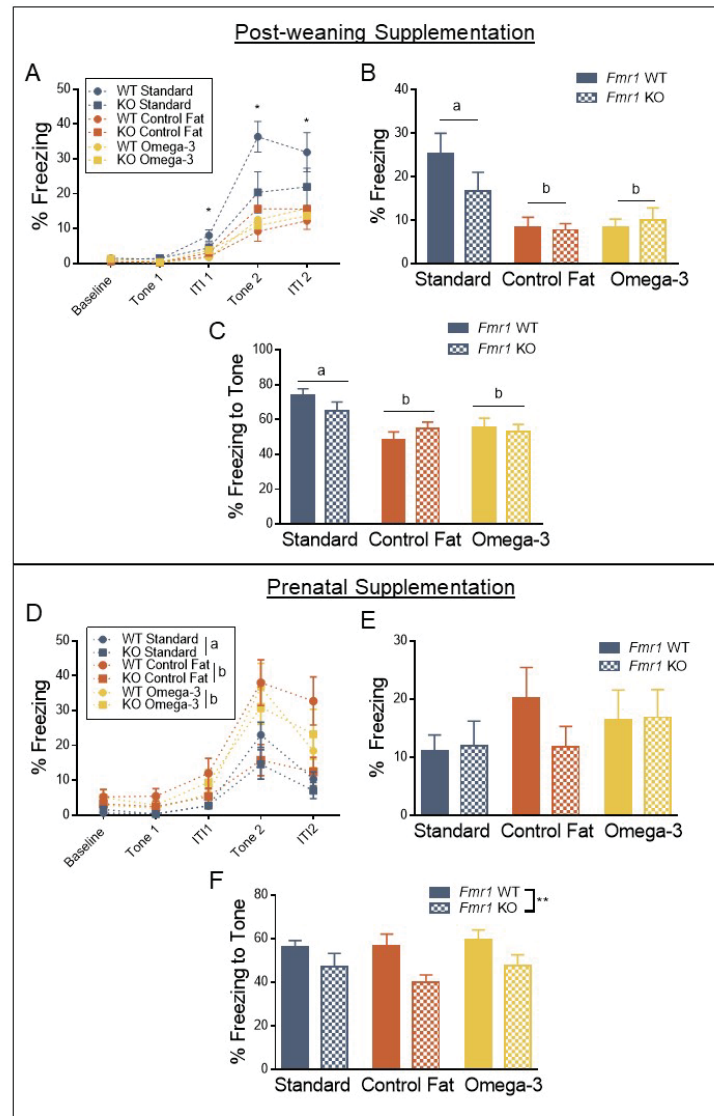 Post-weaning Supplementation
A
WT Standard
KO Standard
WT Control Fat
KO Control Fat
WT Omega-3
KO Omega-3
% Freezing
50
40
30
20
10
0
*
*
*
Baseline
Tone 1
ITI 1
Tone 2
ITI 2
B
Fmr1 WT
Fmr1 KO
% Freezing
40
30
20
10
0
a
b
b
Standard
Control Fat
Omega-3
C
Fmr1 WT
Fmr1 KO
% Freezing to Tone
100
80
60
40
20
0
a
b
b
Standard
Control Fat
Omega-3
Prenatal Supplementation
D
WT Standard
KO Standard
a
WT Control Fat
KO Control Fat
b
WT Omega-3
KO Omega-3
b
% Freezing
50
40
30
20
10
0
Baseline
Tone 1
ITI1
Tone 2
ITI2
E
Fmr1 WT
Fmr1 KO
% Freezing
30
20
10
0
Standard
Control Fat
Omega-3
F
Fmr1 WT
Fmr1 KO
**
% Freezing to Tone
80
60
40
20
0
Standard
Control Fat
Omega-3